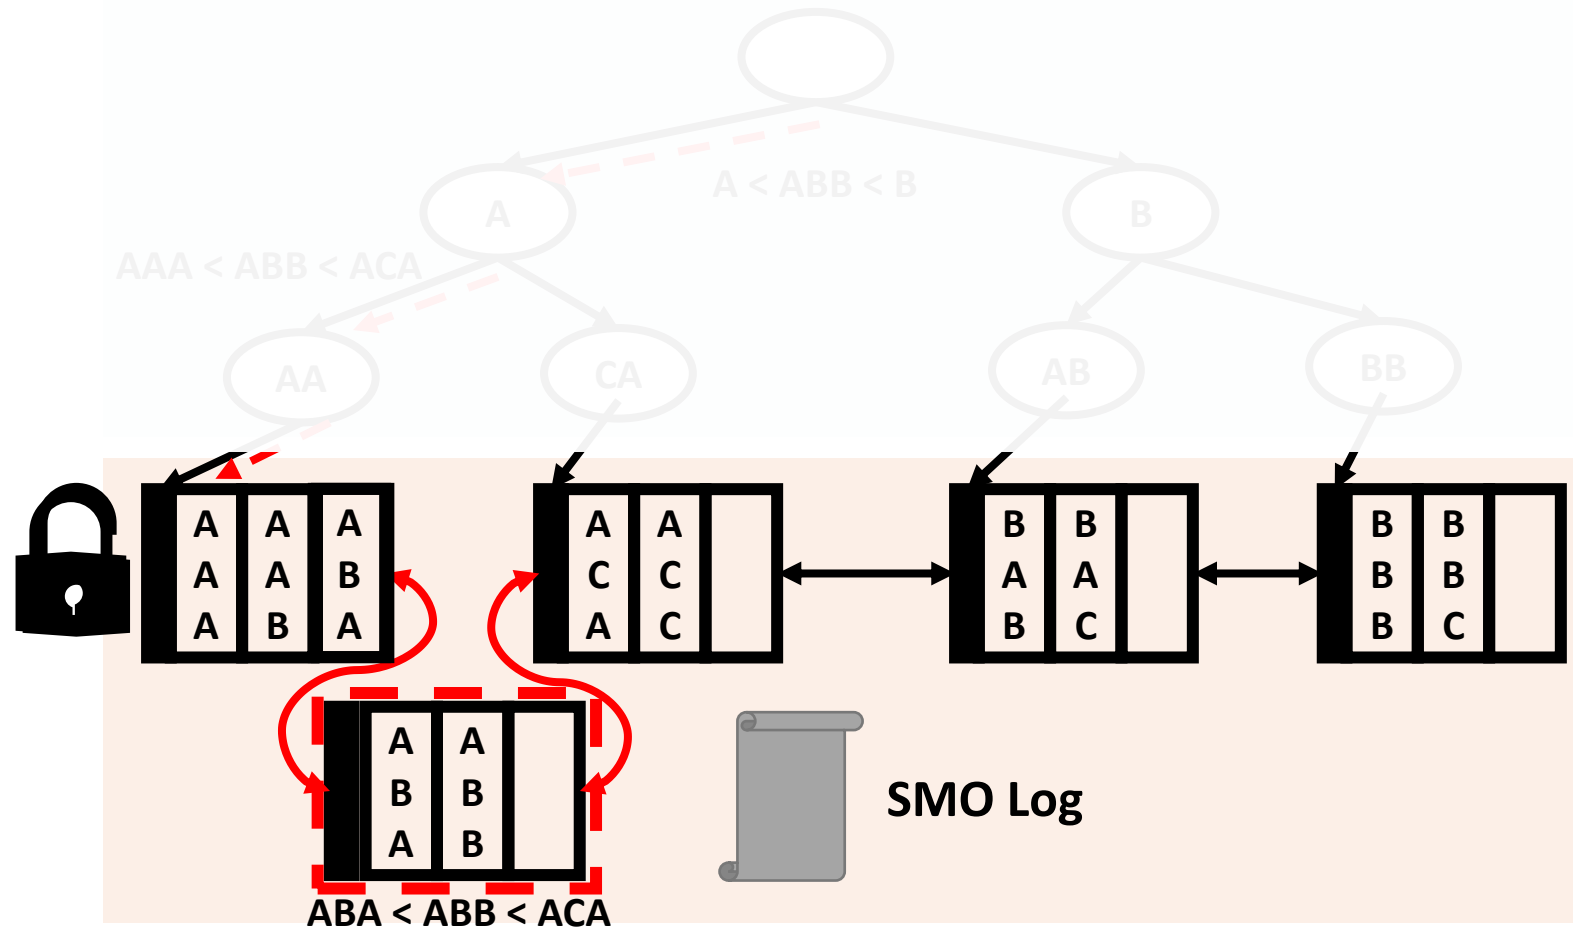 A < ABB < B
A
B
AAA < ABB < ACA
AA
CA
AB
BB
A A A
A A B
A B A
A C A
A C C
B A B
B A C
B B B
B B C
A B A
A B B
SMO Log
ABA < ABB < ACA